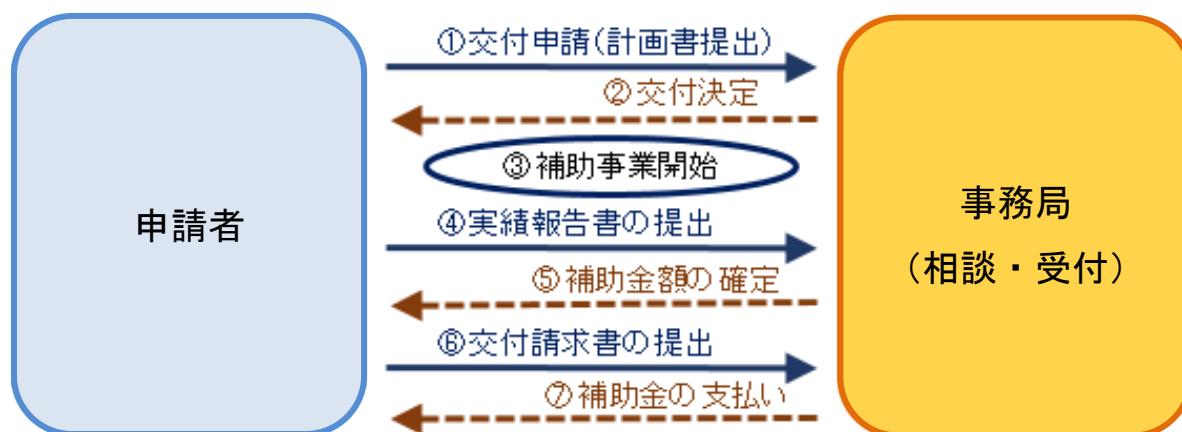 申請者
①交付申請(計画書提出)
②交付決定
③補助事業開始
④実績報告書の提出
⑤補助金額の確定
⑥交付請求書の提出
⑦補助金の支払い
事務局
（相談・受付）